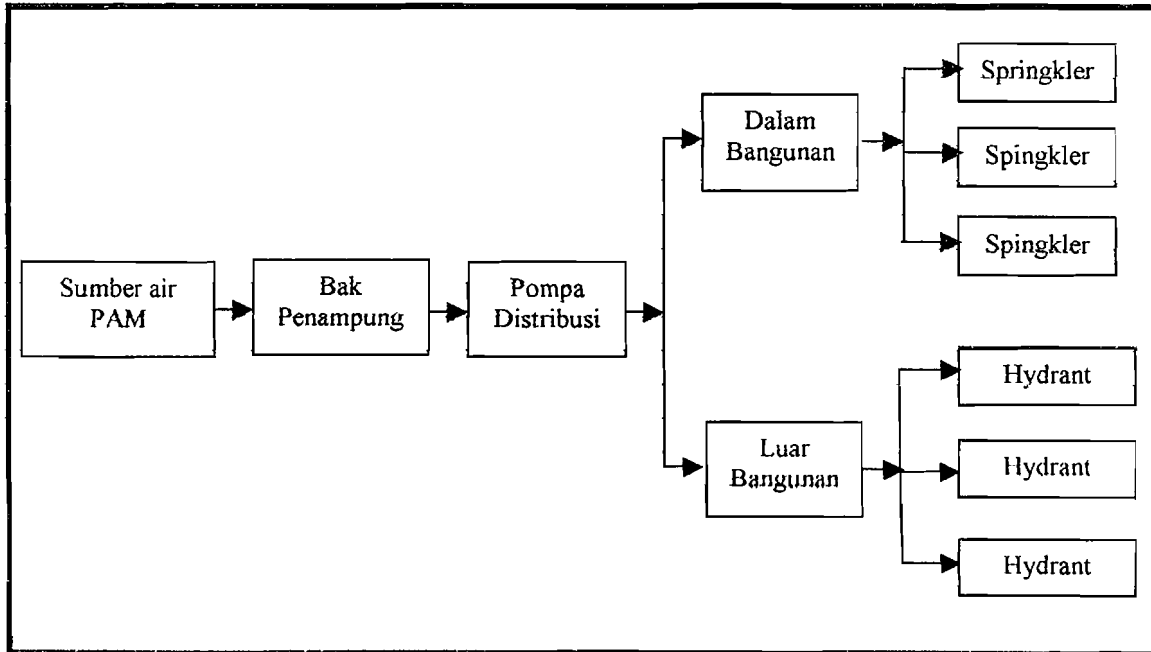 Sumber air
PAM
Bak
Penampung
Pompa
Distribusi
Dalam
Bangunan
Springkler
Spingkler
Spingkler
Luar
Bangunan
Hydrant
Hydrant
Hydrant